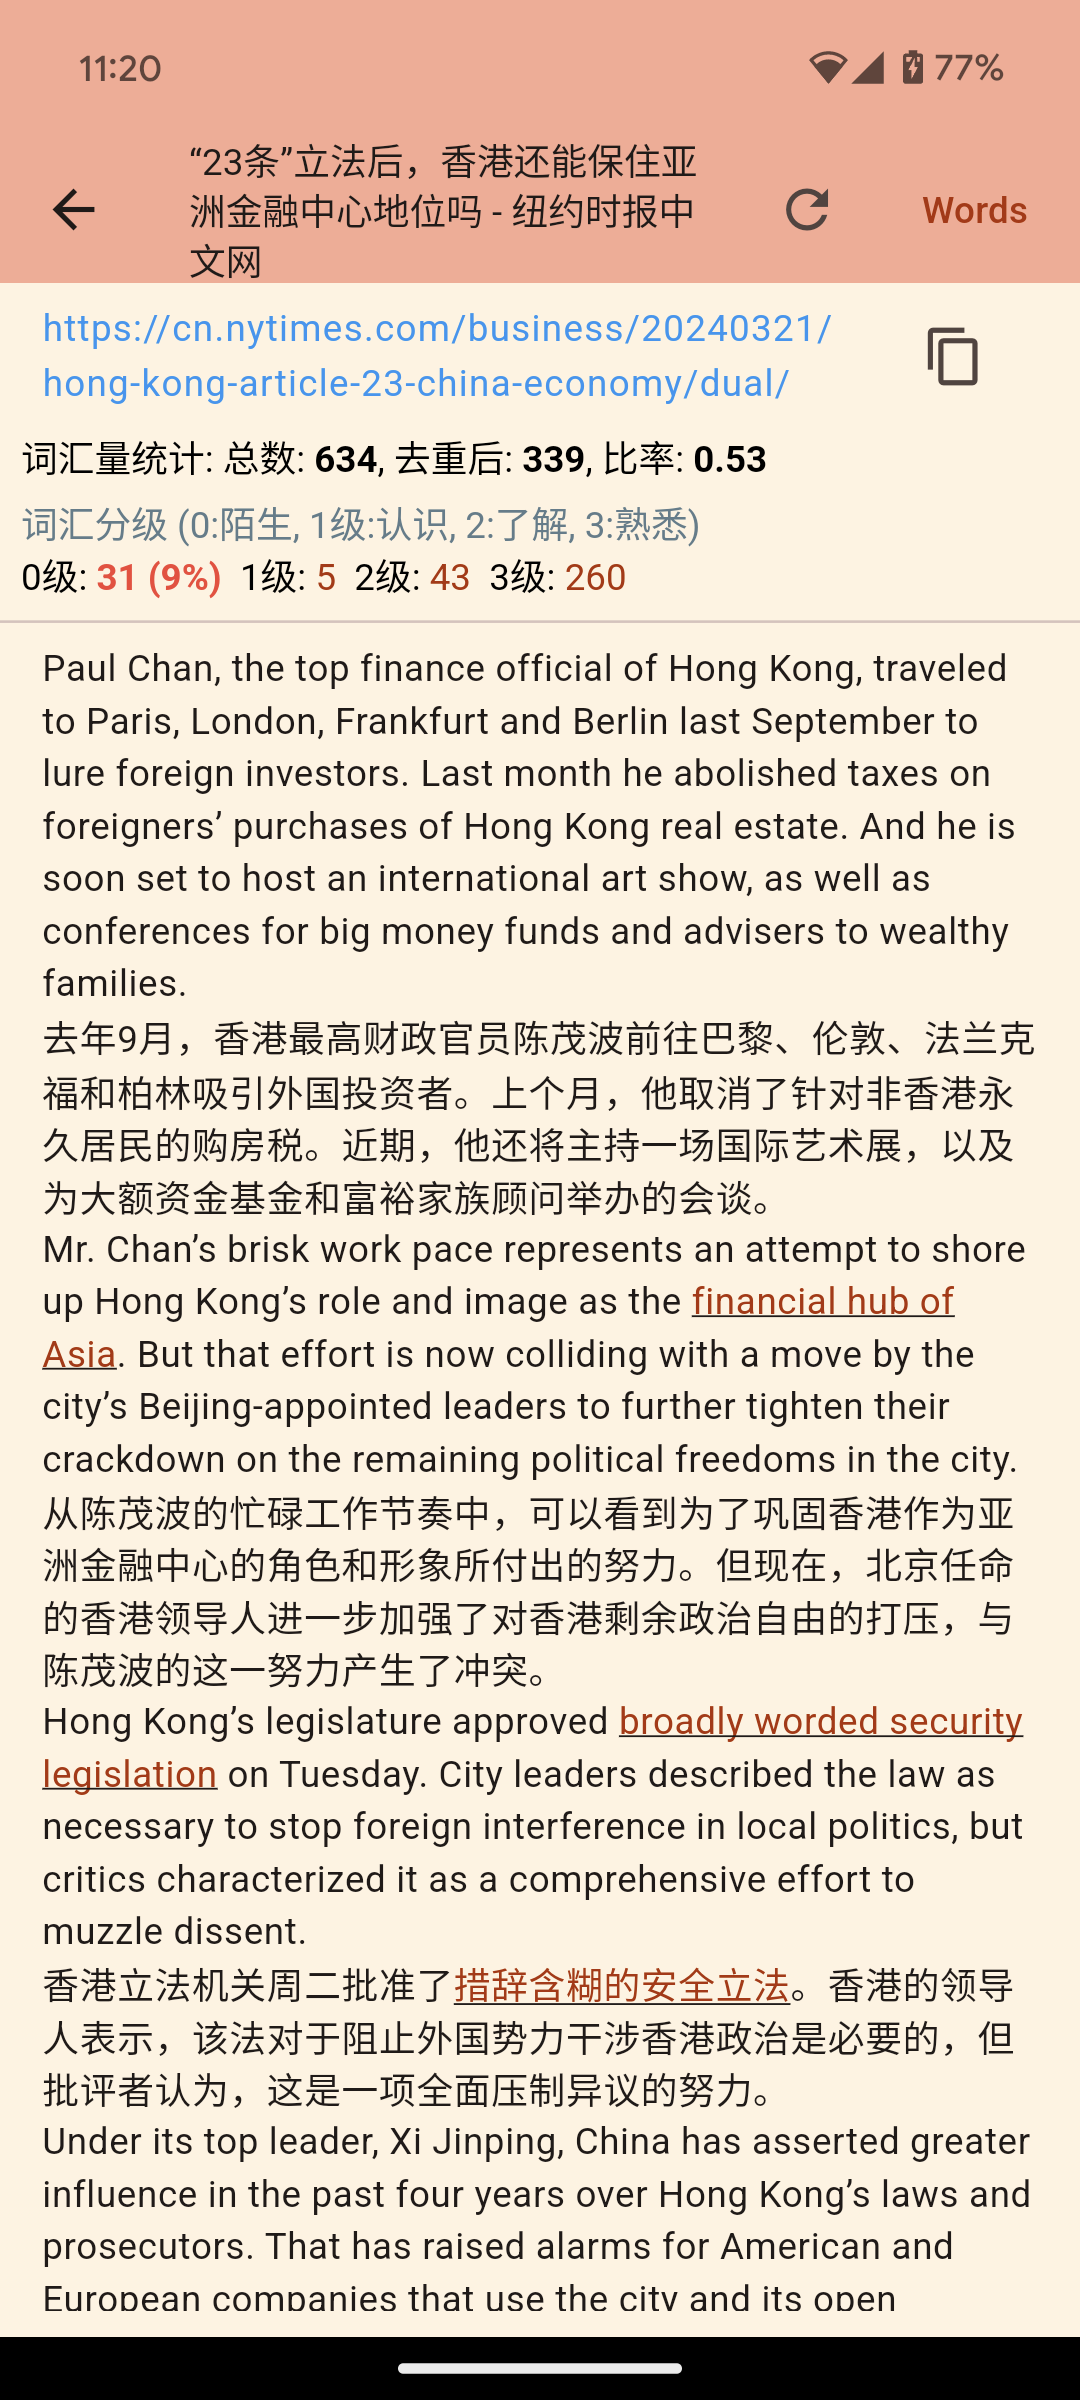 11:20
77%
“23条”立法后，香港还能保住亚
洲金融中心地位吗 - 纽约时报中
文网
Words
https://cn.nytimes.com/business/20240321/
hong-kong-article-23-china-economy/dual/
词汇量统计: 总数: 634, 去重后: 339, 比率: 0.53
词汇分级 (0:陌生, 1级:认识, 2:了解, 3:熟悉)
0级: 31 (9%) 1级: 5 2级: 43 3级: 260
Paul Chan, the top finance official of Hong Kong, traveled
to Paris, London, Frankfurt and Berlin last September to
lure foreign investors. Last month he abolished taxes on
foreigners’ purchases of Hong Kong real estate. And he is
soon set to host an international art show, as well as
conferences for big money funds and advisers to wealthy
families.
去年9月，香港最高财政官员陈茂波前往巴黎、伦敦、法兰克
福和柏林吸引外国投资者。上个月，他取消了针对非香港永
久居民的购房税。近期，他还将主持一场国际艺术展，以及
为大额资金基金和富裕家族顾问举办的会谈。
Mr. Chan’s brisk work pace represents an attempt to shore
up Hong Kong’s role and image as the financial hub of
Asia. But that effort is now colliding with a move by the
city’s Beijing-appointed leaders to further tighten their
crackdown on the remaining political freedoms in the city.
从陈茂波的忙碌工作节奏中，可以看到为了巩固香港作为亚
洲金融中心的角色和形象所付出的努力。但现在，北京任命
的香港领导人进一步加强了对香港剩余政治自由的打压，与
陈茂波的这一努力产生了冲突。
Hong Kong’s legislature approved broadly worded security
legislation on Tuesday. City leaders described the law as
necessary to stop foreign interference in local politics, but
critics characterized it as a comprehensive effort to
muzzle dissent.
香港立法机关周二批准了措辞含糊的安全立法。香港的领导
人表示，该法对于阻止外国势力干涉香港政治是必要的，但
批评者认为，这是一项全面压制异议的努力。
Under its top leader, Xi Jinping, China has asserted greater
influence in the past four years over Hong Kong’s laws and
prosecutors. That has raised alarms for American and
European companies that use the city and its open